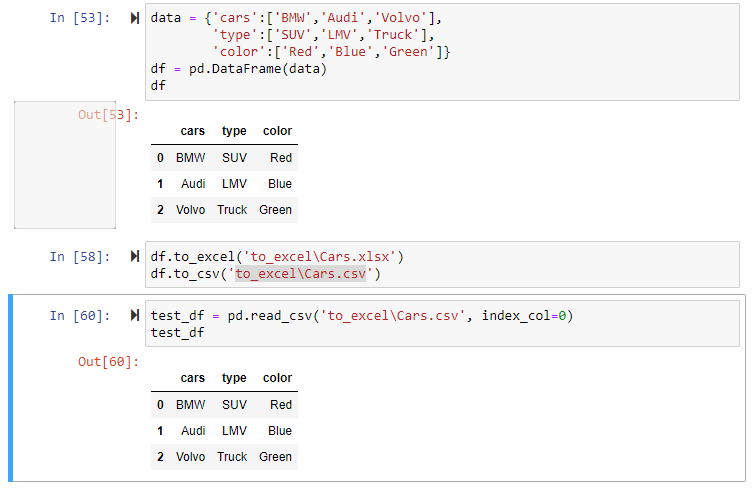 In [53]:
data = {'cars':['BMW','Audi','Volvo'],
'type':['SUV','LMV','Truck'],
'color':['Red','Blue','Green']}
df = pd.DataFrame(data)
df
Out[53]:
cars type color
0 BMW SUV Red
1 Audi LMV Blue
2 Volvo Truck Green
In [58]:
df.to_excel('to_excel\Cars.xlsx')
df.to_csv('to_excel\Cars.csv')
In [60]:
test_df = pd.read_csv('to_excel\Cars.csv', index_col=0)
test_df
Out[60]:
cars type color
0 BMW SUV Red
1 Audi LMV Blue
2 Volvo Truck Green